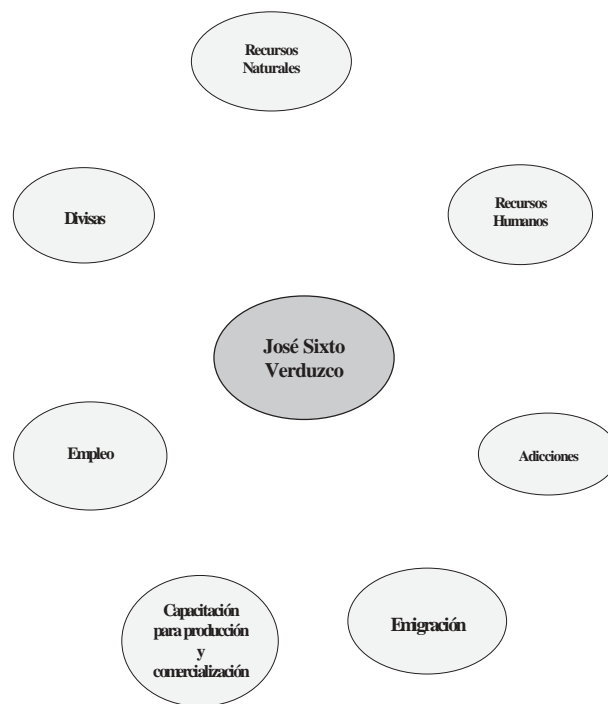 Recursos
Naturales
Divisas
Recursos
Humanos
José Sixto
Verduzco
Empleo
Adicciones
Capacitación
para producción
y
comercialización
Emigración